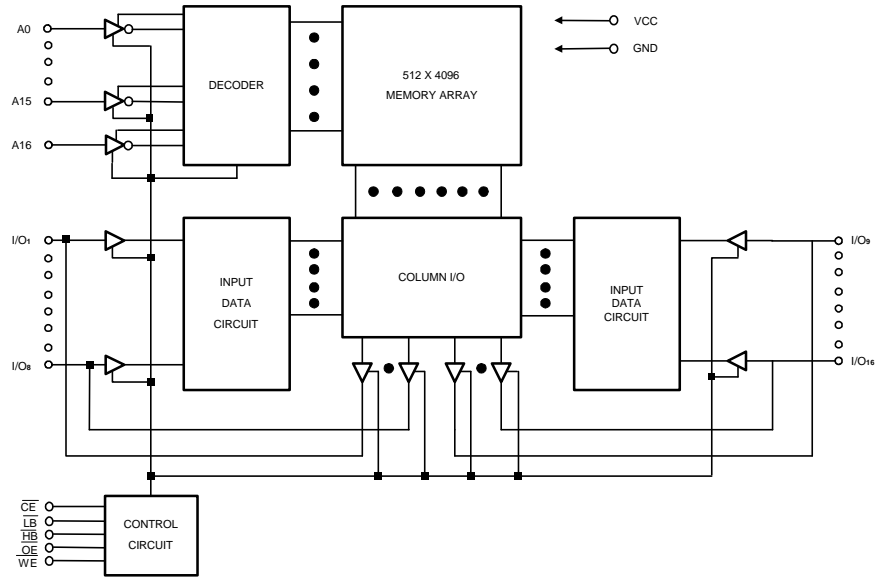 A0
VCC
GND
512 X 4096
MEMORY ARRAY
DECODER
A15
A16
I/O1
I/O9
INPUT
DATA
CIRCUIT
COLUMN I/O
INPUT
DATA
CIRCUIT
I/O8
I/O16
CE
LB
HB
OE
WE
CONTROL
CIRCUIT